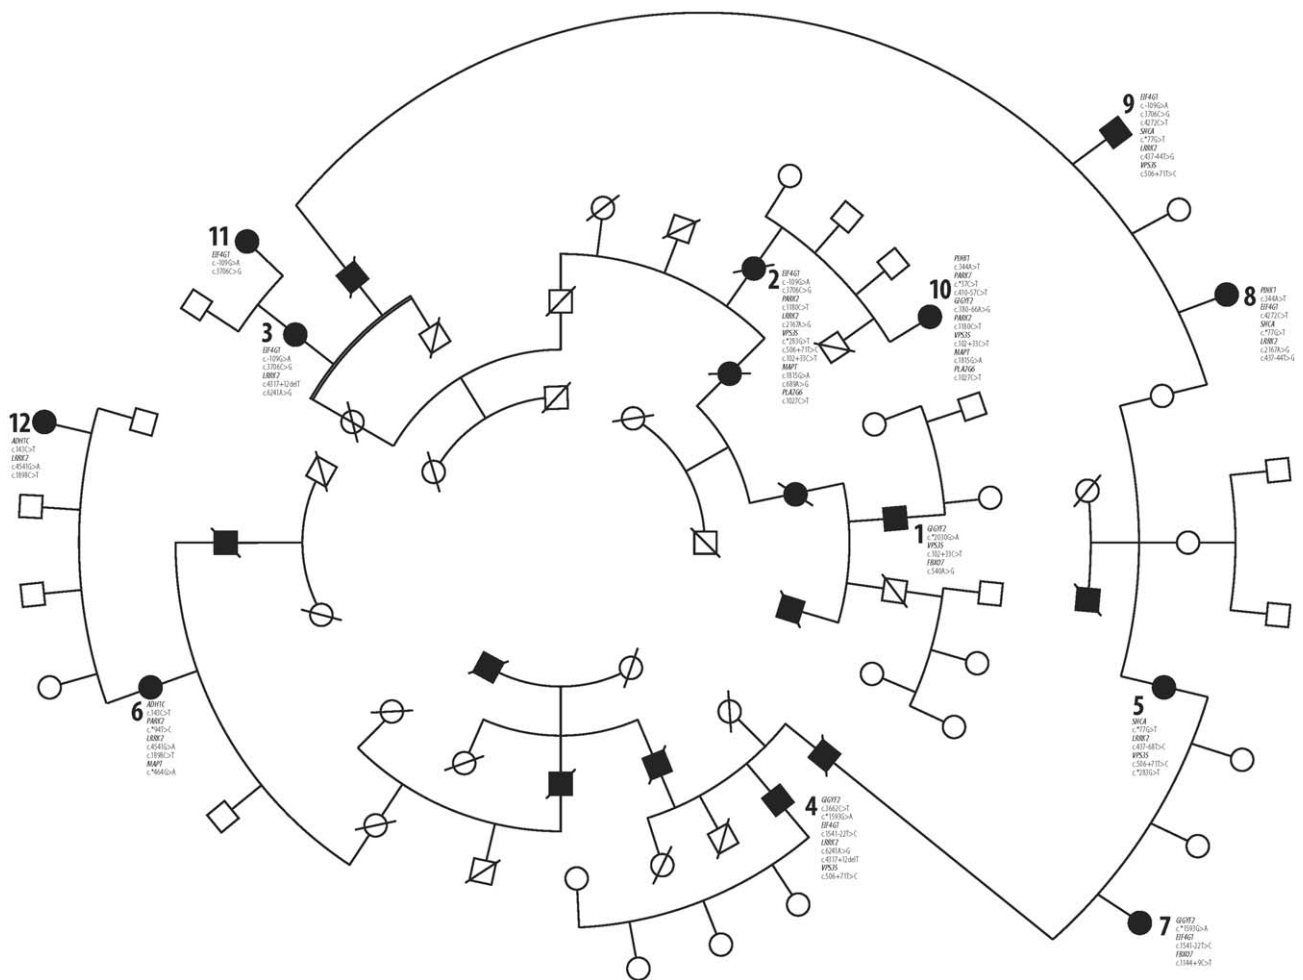 9
EIF4G1
c.-109G>A
c.3706C>G
c.4272C>T
SNCA
c.*77G>T
LRRK2
c.437-44T>G
VPS35
c.506+71T>C
11
EIF4G1
c.-109G>A
c.3706C>G
3
EIF4G1
c.-109G>A
c.3706C>G
LRRK2
c.4317+12delT
c.6241A>G
2
EIF4G1
c.-109G>A
c.3706C>G
PARK2
c.1180C>T
LRRK2
c.2167A>G
VPS35
c.*283G>T
c.506+71T>C
c.102+33C>T
MAPT
c.1815G>A
c.689A>G
PLA2G6
c.1027C>T
10
PINK1
c.344A>T
PARK7
c.*37C>T
c.410-57C>T
GIGYF2
c.380-66A>G
PARK2
c.1180C>T
VPS35
c.102+33C>T
MAPT
c.1815G>A
PLA2G6
c.1027C>T
8
PINK1
c.344A>T
EIF4G1
c.4272C>T
SNCA
c.*77G>T
LRRK2
c.2167A>G
c.437-44T>G
12
ADH1C
c.143C>T
LRRK2
c.4541G>A
c.1898C>T
1
GIGYF2
c.*2030G>A
VPS35
c.102+33C>T
FBXO7
c.540A>G
6
ADH1C
c.143C>T
PARK2
c.*94T>C
LRRK2
c.4541G>A
c.1898C>T
MAPT
c.*464G>A
5
SNCA
c.*77G>T
LRRK2
c.437-68T>C
VPS35
c.506+71T>C
c.*283G>T
4
GIGYF2
c.3662C>T
c.*1593G>A
EIF4G1
c.1541-22T>C
LRRK2
c.6241A>G
c.4317+12delT
VPS35
c.506+71T>C
7
GIGYF2
c.*1593G>A
EIF4G1
c.1541-22T>C
FBXO7
c.1144+9C>T